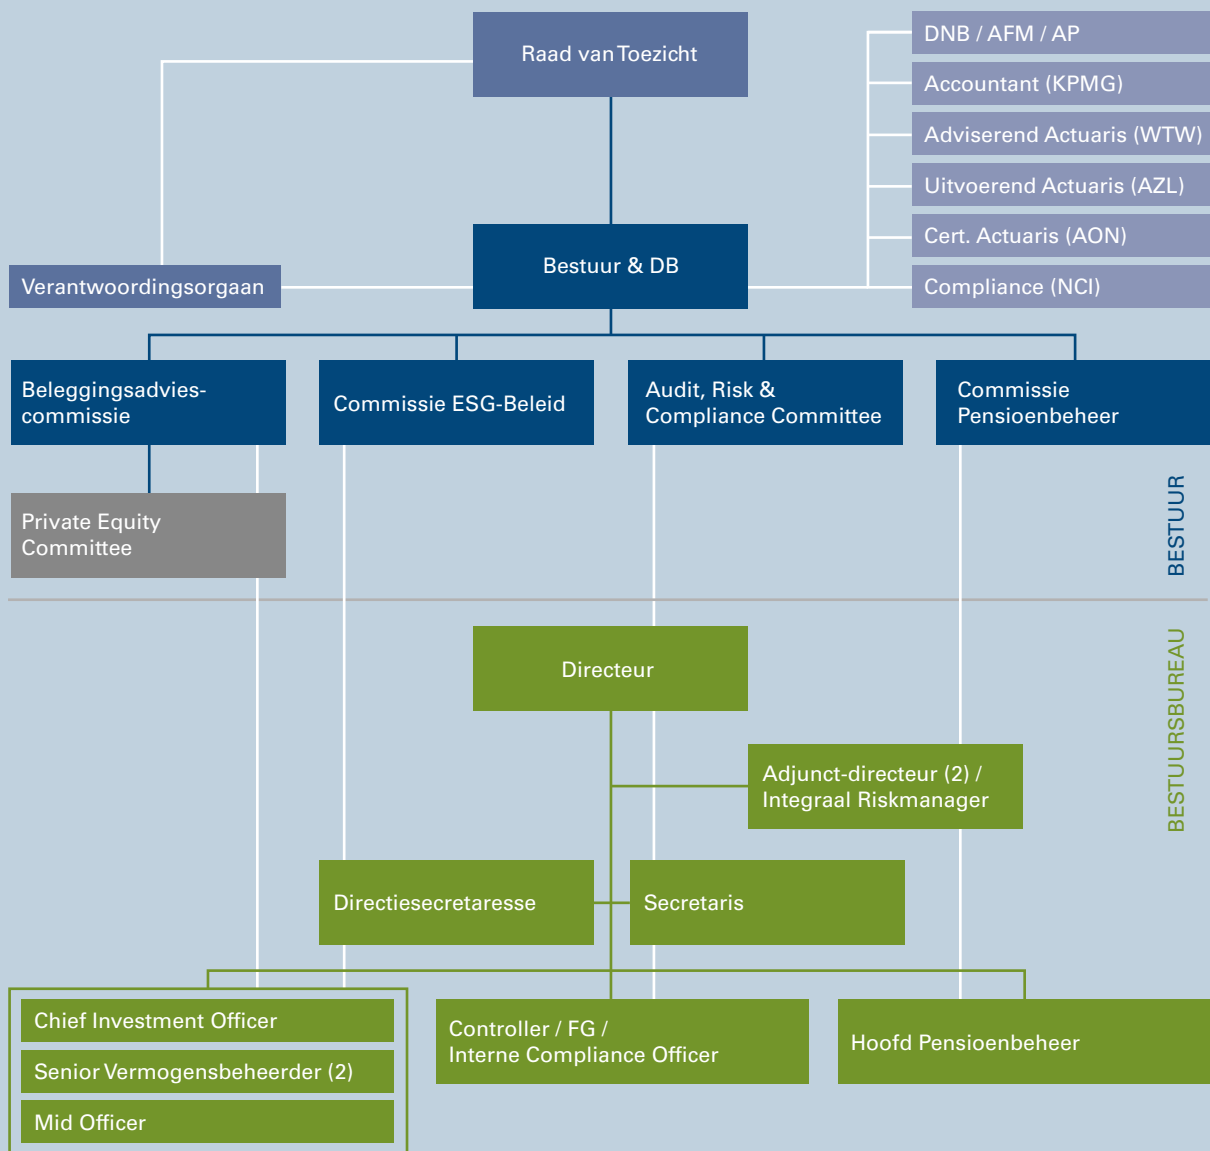 Raad van Toezicht
DNB / AFM / AP
Accountant (KPMG)
Adviserend Actuaris (WTW)
Uitvoerend Actuaris (AZL)
Cert. Actuaris (AON)
Compliance (NCI)
Bestuur & DB
Verantwoordingsorgaan
Beleggingsadvies-
commissie
Commissie ESG-Beleid
Audit, Risk &
Compliance Committee
Commissie
Pensioenbeheer
Private Equity
Committee
BESTUUR
BESTUURSBUREAU
Directeur
Adjunct-directeur (2) /
Integraal Riskmanager
Directiesecretaresse
Secretaris
Chief Investment Officer
Senior Vermogensbeheerder (2)
Mid Officer
Controller / FG /
Interne Compliance Officer
Hoofd Pensioenbeheer